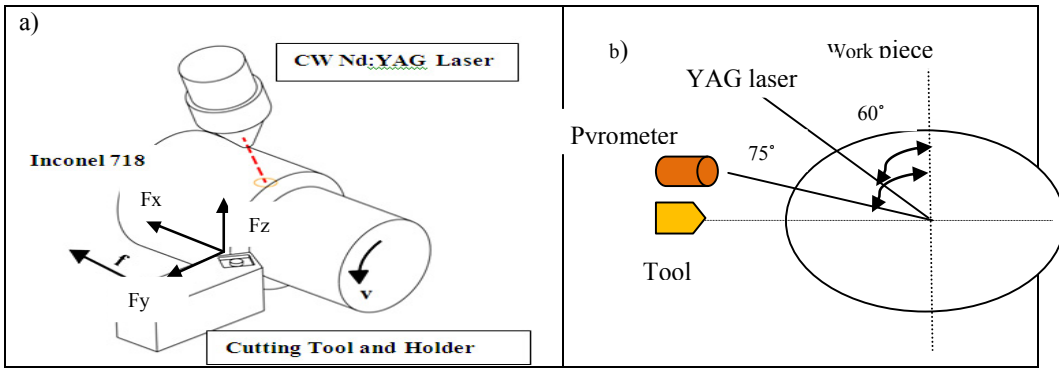 a)
CW Nd:YAG Laser
Inconel 718
Fx
Fz
f
Fy
v
Cutting Tool and Holder
b)
Work piece
YAG laser
60°
Pyrometer
75°
Tool